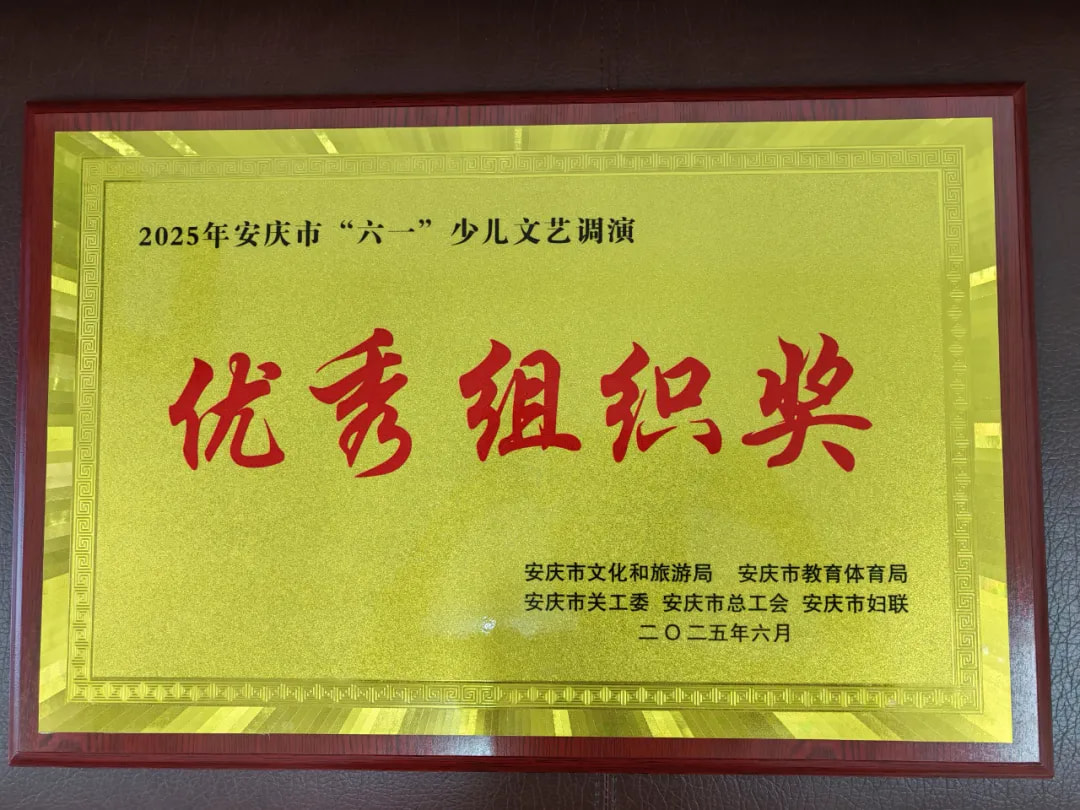 2025年安庆市“六一”少儿文艺调演
优秀组织奖
安庆市文化和旅游局 安庆市教育体育局
安庆市关工委 安庆市总工会 安庆市妇联
二〇二五年六月